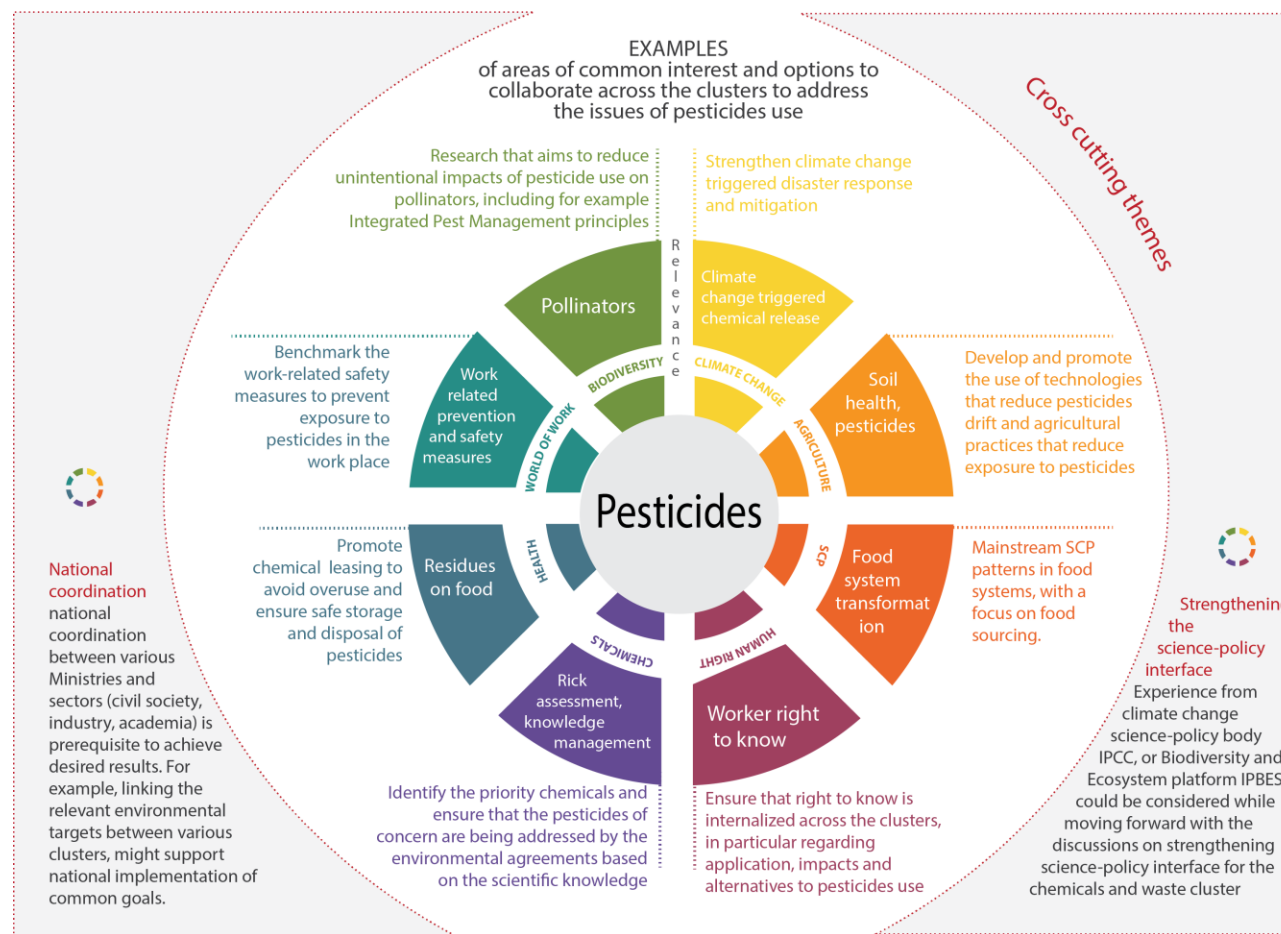 EXAMPLES
of areas of common interest and options to
collaborate across the clusters to address
the issues of pesticides use
Cross cutting themes
Research that aims to reduce
unintentional impacts of pesticide use on
pollinators, including for example
Integrated Pest Management principles
Strengthen climate change
triggered disaster response
and mitigation
Relevance
Pollinators
BIODIVERSITY
Climate
change triggered
chemical release
CLIMATE CHANGE
Benchmark the
work-related safety
measures to prevent
exposure to
pesticides in the
work place
Work
related
prevention
and safety
measures
WORLD OF WORK
Soil
health,
pesticides
AGRICULTURE
Develop and promote
the use of technologies
that reduce pesticides
drift and agricultural
practices that reduce
exposure to pesticides
Pesticides
Promote
chemical leasing to
avoid overuse and
ensure safe storage
and disposal of
pesticides
Residues
on food
HEALTH
Food
system
transformat
ion
SCP
Mainstream SCP
patterns in food
systems, with a
focus on food
sourcing.
Rick
assessment,
knowledge
management
CHEMICALS
Worker right
to know
HUMAN RIGHT
Identify the priority chemicals and
ensure that the pesticides of
concern are being addressed by the
environmental agreements based
on the scientific knowledge
Ensure that right to know is
internalized across the clusters,
in particular regarding
application, impacts and
alternatives to pesticides use
National
coordination
national
coordination
between various
Ministries and
sectors (civil society,
industry, academia) is
prerequisite to achieve
desired results. For
example, linking the
relevant environmental
targets between various
clusters, might support
national implementation of
common goals.
Strengthening
the
science-policy
interface
Experience from
climate change
science-policy body
IPCC, or Biodiversity and
Ecosystem platform IPBES
could be considered while
moving forward with the
discussions on strengthening
science-policy interface for the
chemicals and waste cluster